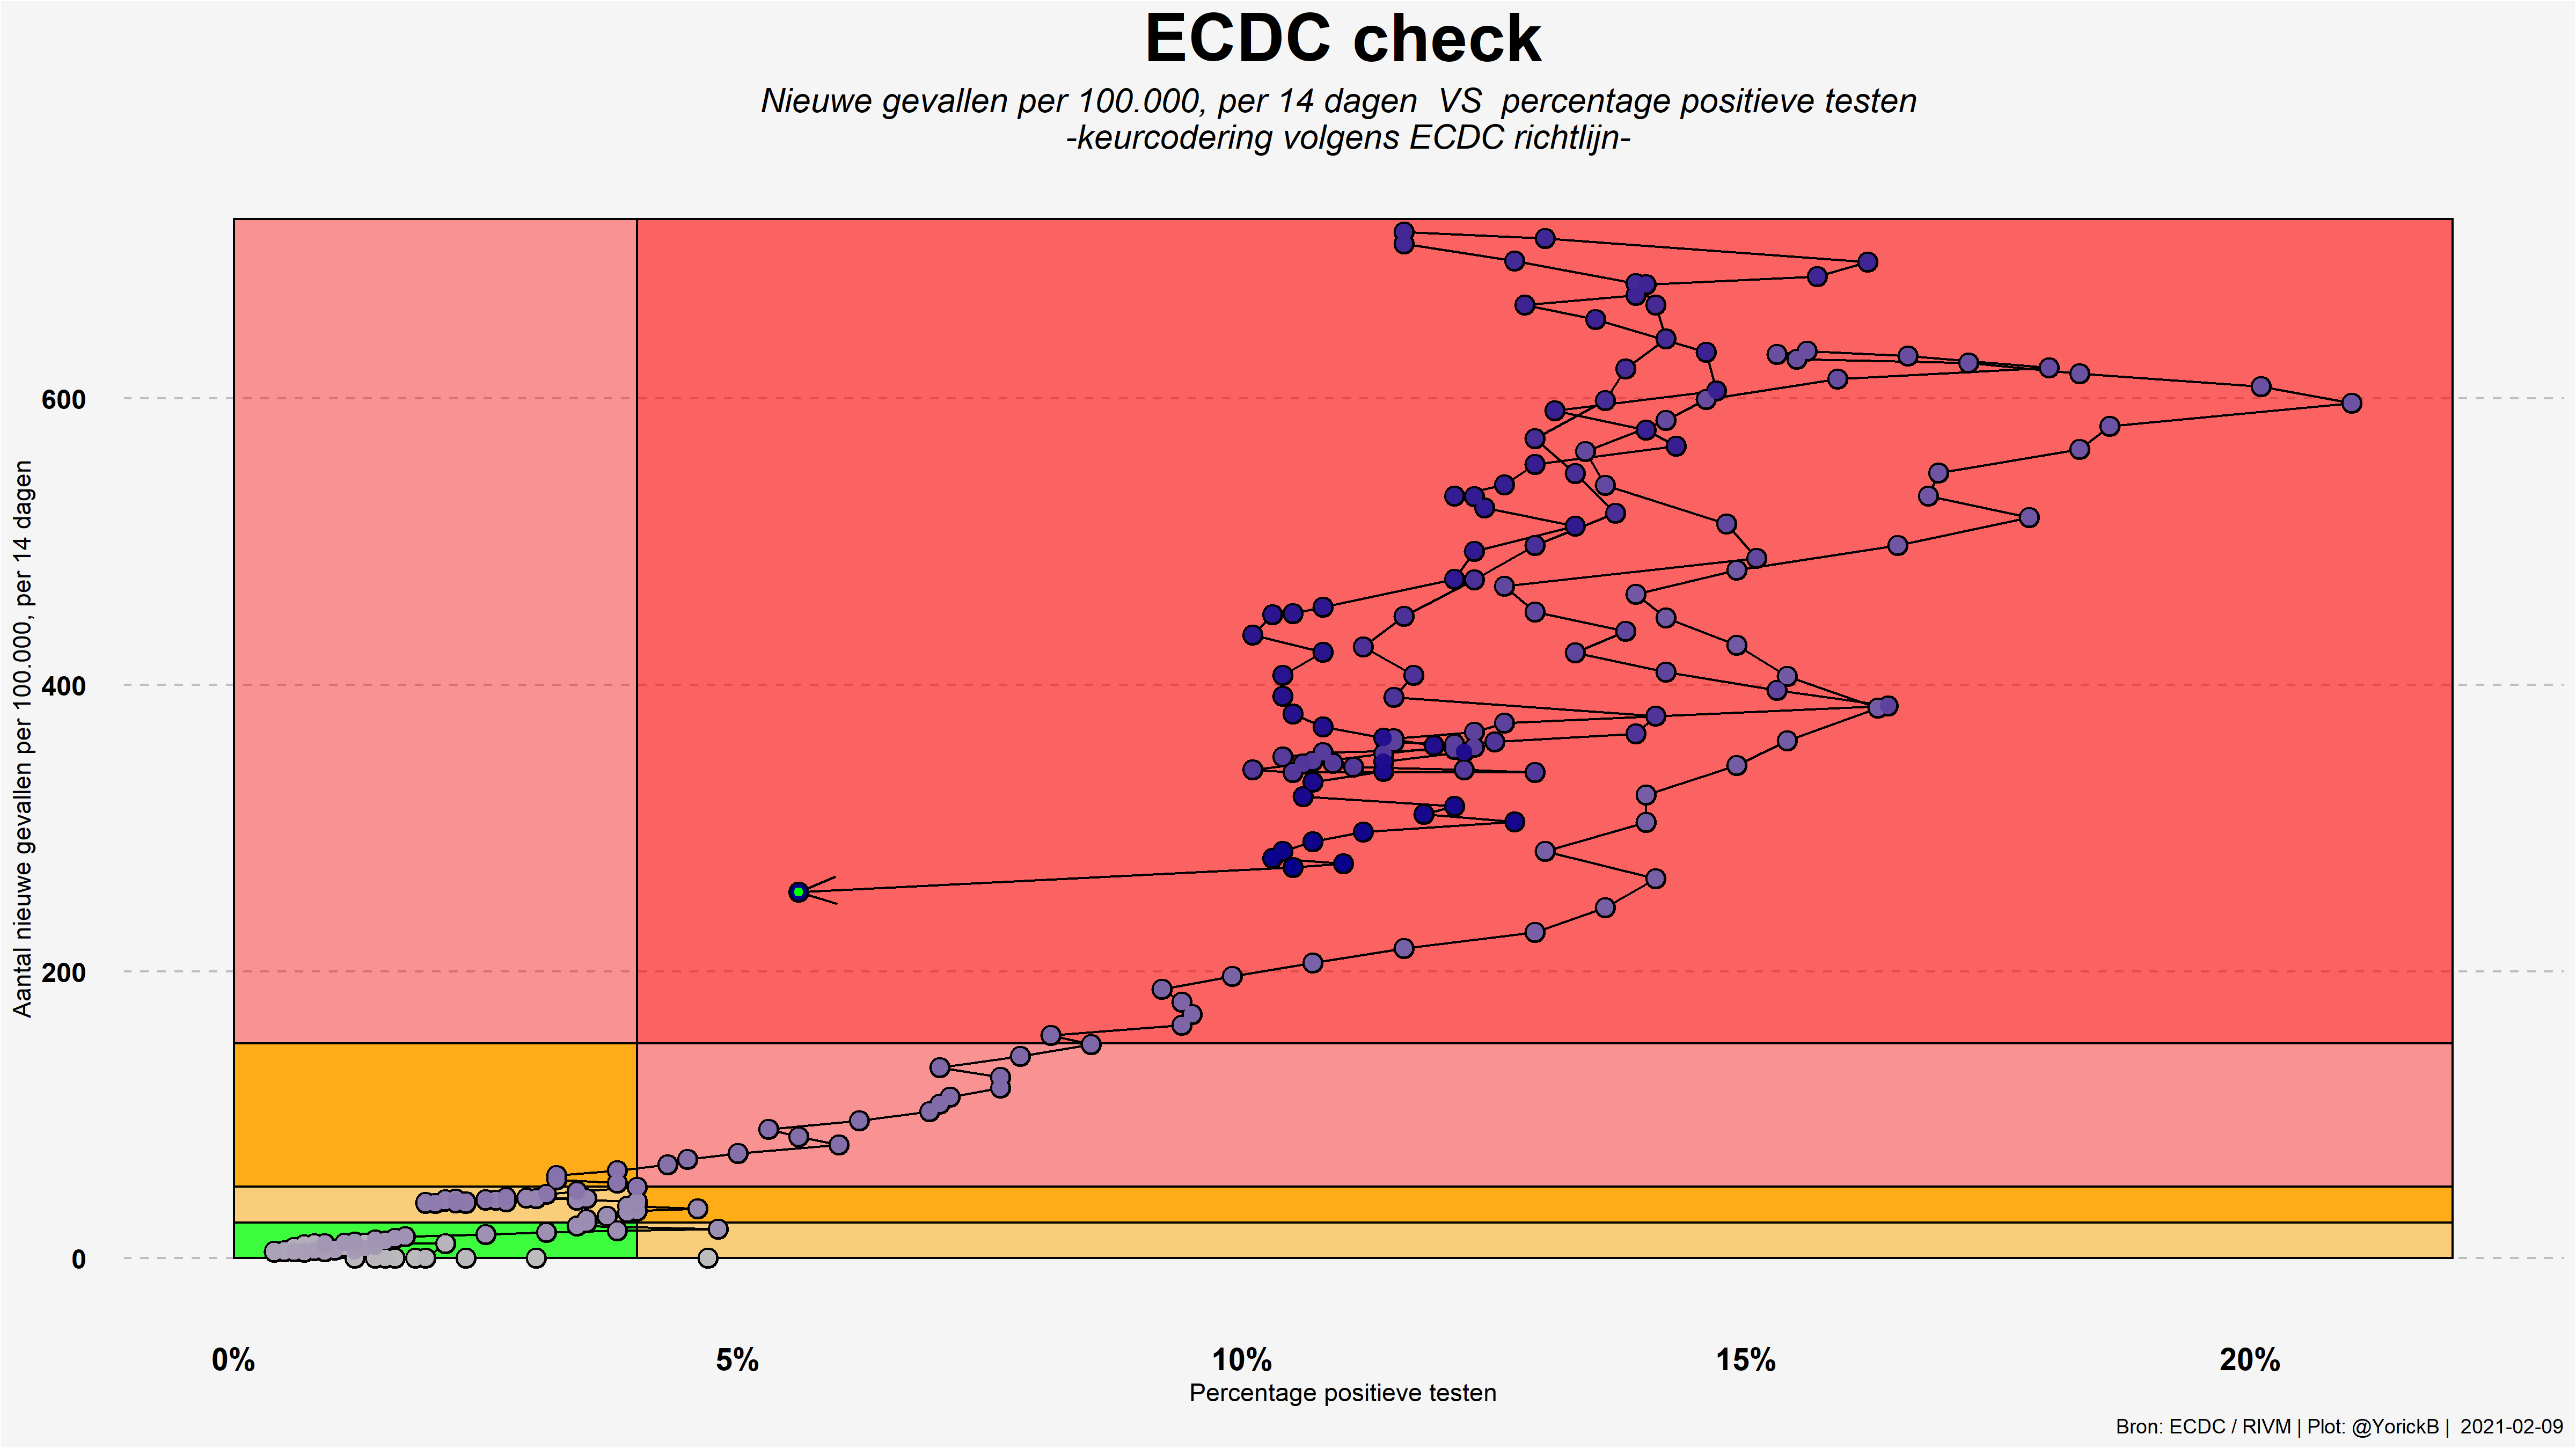 ECDC check
Nieuwe gevallen per 100.000, per 14 dagen  VS  percentage positieve testen
-keurcodering volgens ECDC richtlijn-
Aantal nieuwe gevallen per 100.000, per 14 dagen
600
400
200
0
0%
5%
10%
15%
20%
Percentage positieve testen
Bron: ECDC / RIVM | Plot: @YorickB |  2021-02-09